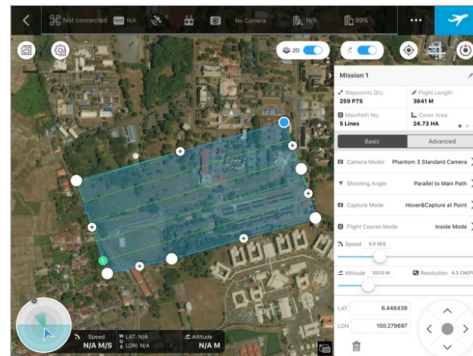 Not connected
N/A
No Camera
N/A
99%
2D
Mission 1
Waypoints Qty. Flight Length
259 PTS 3641 M
MainPath No. Cover Area
5 Lines 24.73 HA
Basic Advanced
Camera Model Phantom 3 Standard Camera
Shooting Angle Parallel to Main Path
Capture Mode Hover&Capture at Point
Flight Course Mode Inside Mode
Speed
Altitude 100.0 M Resolution
LAT 6.448439
LON 100.279697
Speed LAT: N/A Altitude
N/A M/S LON: N/A N/A M